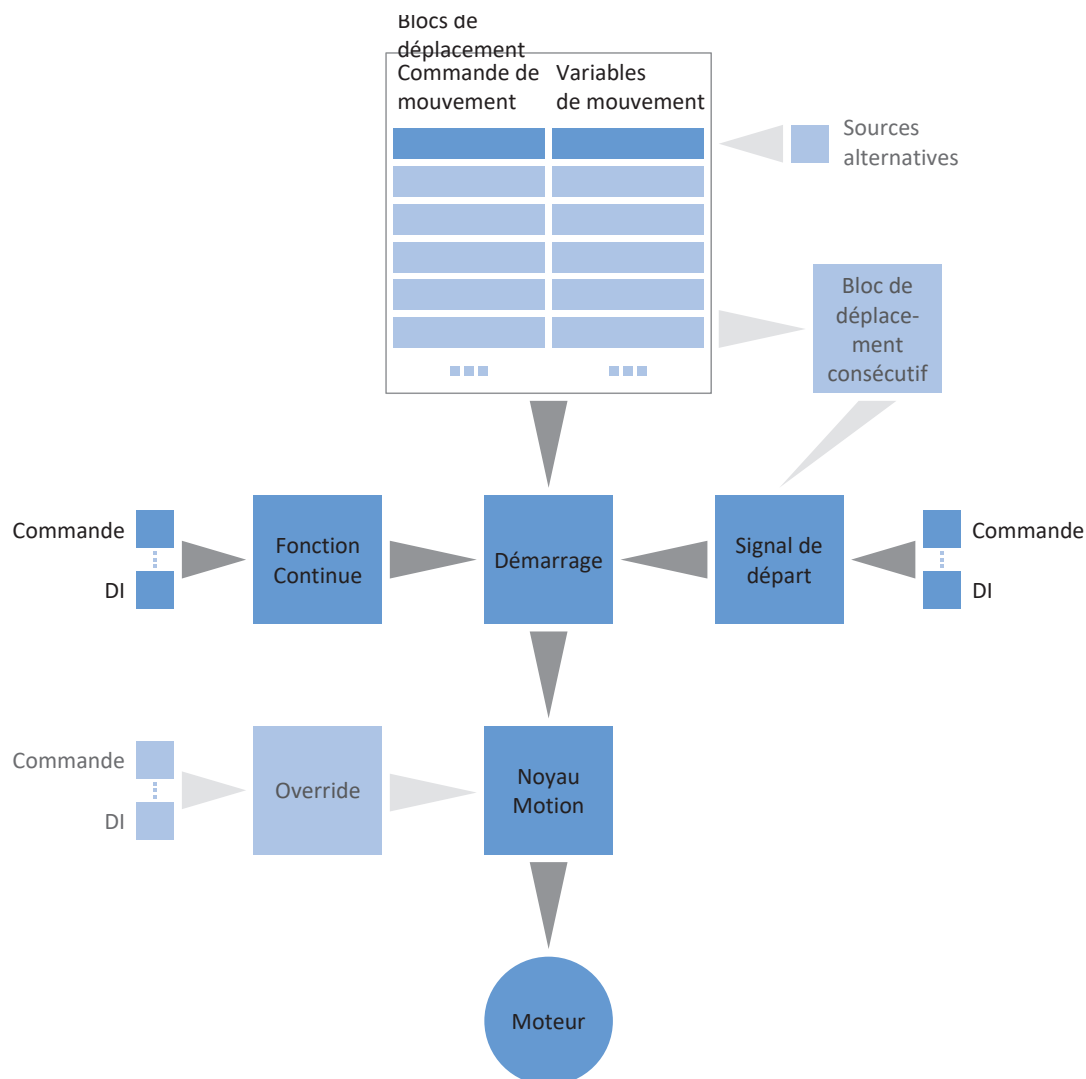 Blocs de
déplacement
Commande de
mouvement
Variables
de mouvement
Sources
alternatives
Bloc de
déplace-
ment
consécutif
Commande
DI
Fonction
Continue
Démarrage
Signal de
départ
Commande
DI
Commande
DI
Override
Noyau
Motion
Moteur